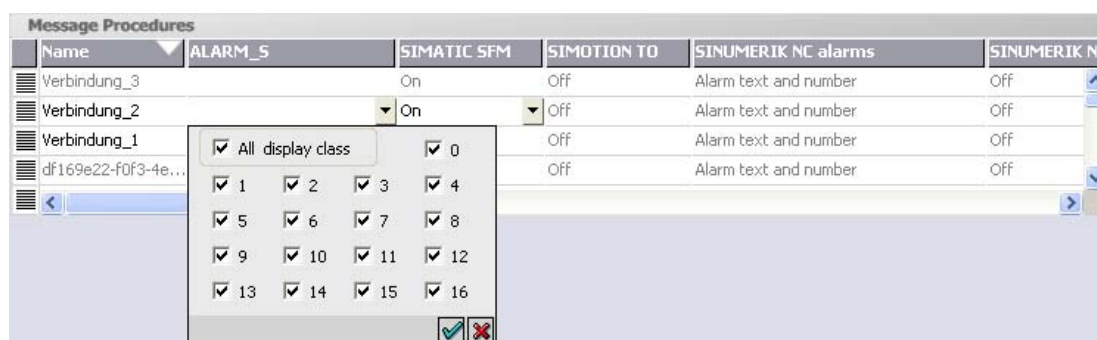 Message Procedures
Name ALARM_S SIMATIC SFM SIMOTION TO SINUMERIK NC alarms SINUMERIK N
Verbindung_3 On Off Alarm text and number Off
Verbindung_2 On Off Alarm text and number Off
Verbindung_1 Off Alarm text and number Off
df169e22-f0f3-4e... Off Alarm text and number Off
All display class 0
1 2 3 4
5 6 7 8
9 10 11 12
13 14 15 16